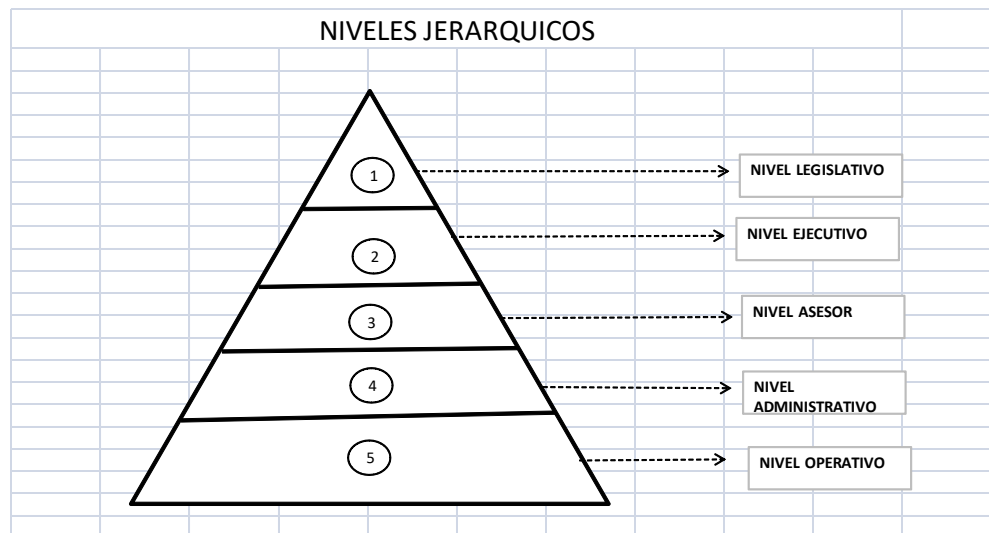 NIVELES JERARQUICOS
1
NIVEL LEGISLATIVO
2
NIVEL EJECUTIVO
3
NIVEL ASESOR
4
NIVEL
ADMINISTRATIVO
5
NIVEL OPERATIVO